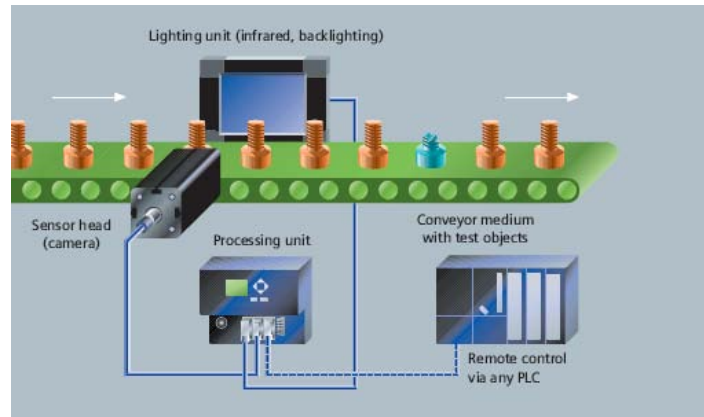 Lighting unit (infrared, backlighting)
Sensor head
(camera)
Processing unit
Conveyor medium
with test objects
Remote control
via any PLC